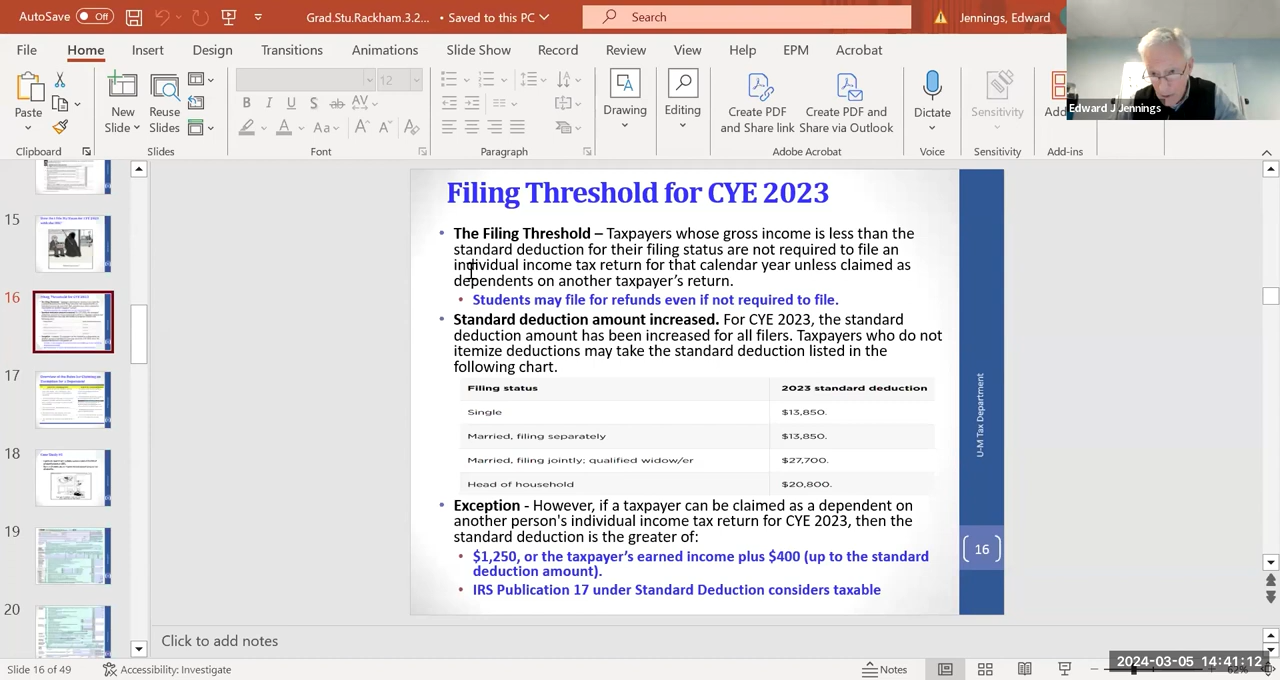 AutoSave Off Grad.Stu.Rackham.3.2... • Saved to this PC Search Jennings, Edward
File Home Insert Design Transitions Animations Slide Show Record Review View Help EPM Acrobat
Edward J Jennings
Paste New Slide Reuse Slides 12 Drawing Editing Create PDF and Share link Create PDF and Share via Outlook Dictate Sensitivity
B I U S ab AV
A Aa A A A
Clipboard Slides Font Paragraph Adobe Acrobat Voice Sensitivity Add-ins
15
16
17
18
19
20
Filing Threshold for CYE 2023
• The Filing Threshold – Taxpayers whose gross income is less than the
standard deduction for their filing status are not required to file an
individual income tax return for that calendar year unless claimed as
dependents on another taxpayer's return.
• Students may file for refunds even if not required to file.
• Standard deduction amount increased. For CYE 2023, the standard
deduction amount has been increased for all filers. Taxpayers who do not
itemize deductions may take the standard deduction listed in the
following chart.
Filing status 2023 standard deduction
Single $13,850.
Married, filing separately $13,850.
Married, filing jointly; qualified widow/er
Head of household $20,800.
• Exception - However, if a taxpayer can be claimed as a dependent on
another person's individual income tax return for CYE 2023, then the
standard deduction is the greater of:
• $1,250, or the taxpayer's earned income plus $400 (up to the standard
deduction amount).
• IRS Publication 17 under Standard Deduction considers taxable
U-M Tax Department
16
Click to add notes
Slide 16 of 49 Accessibility: Investigate Notes
2024-03-05 14:41:12